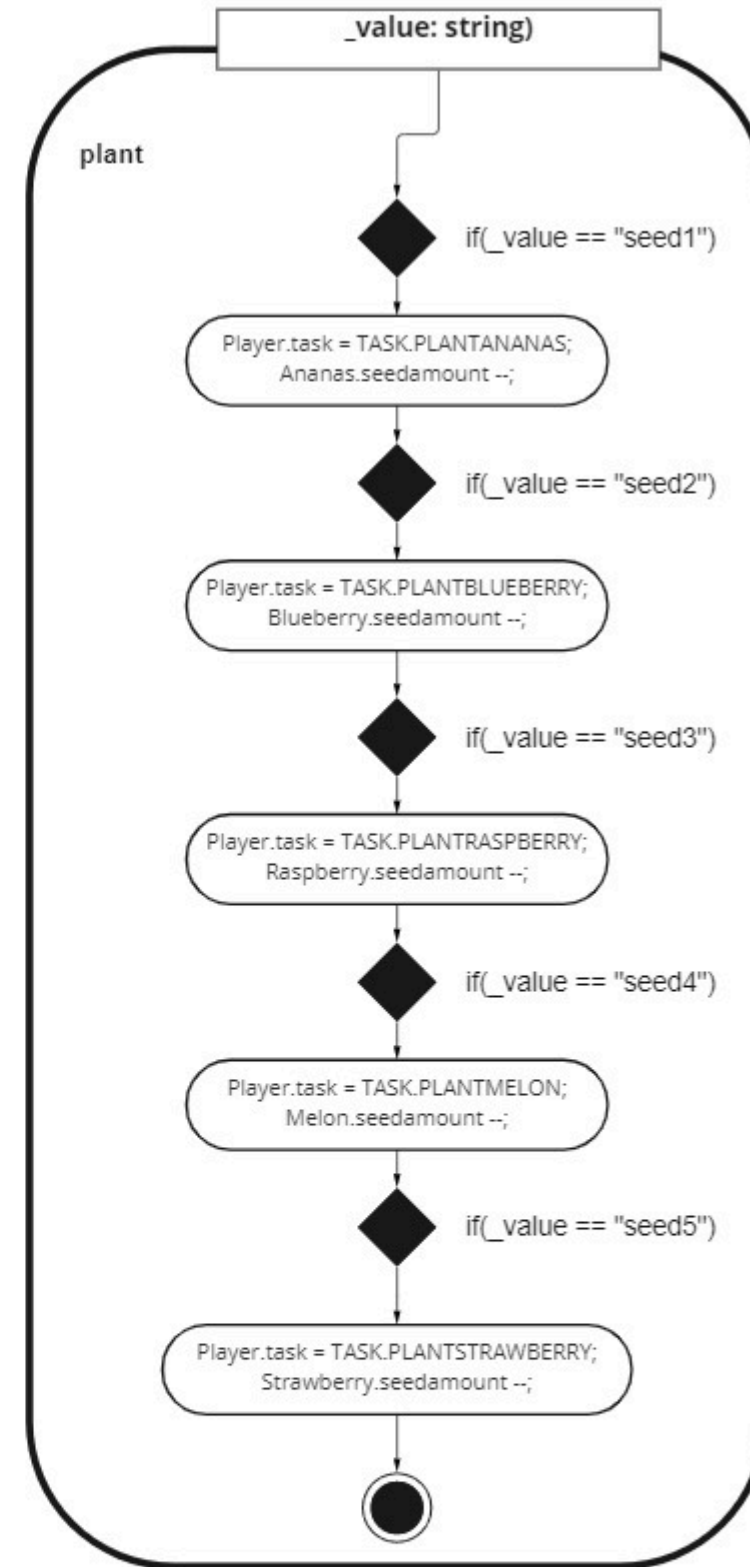 _value: string)
plant
if(_value == "seed1")
Player.task = TASK.PLANTANANAS;
Ananas.seedamount --;
if(_value == "seed2")
Player.task = TASK.PLANTBLUEBERRY;
Blueberry.seedamount --;
if(_value == "seed3")
Player.task = TASK.PLANTRASPBERRY;
Raspberry.seedamount --;
if(_value == "seed4")
Player.task = TASK.PLANTMELON;
Melon.seedamount --;
if(_value == "seed5")
Player.task = TASK.PLANTSTRAWBERRY;
Strawberry.seedamount --;